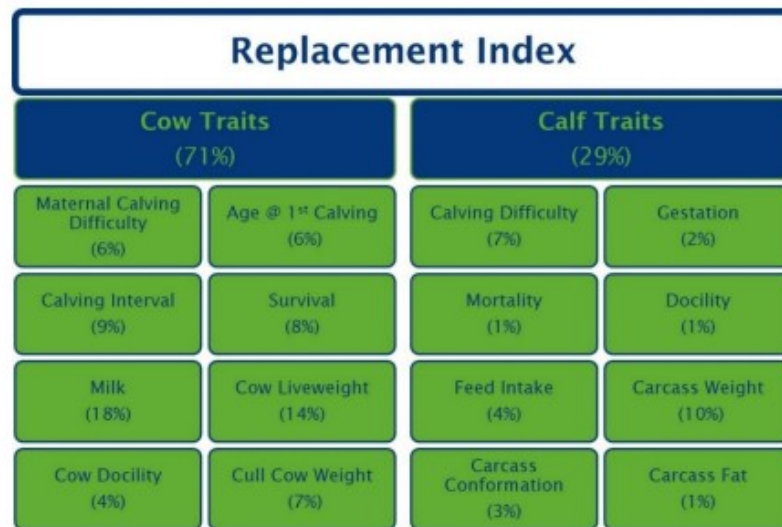 Replacement Index
Cow Traits
(71%)
Calf Traits
(29%)
Maternal Calving
Difficulty
(6%)
Age @ 1st Calving
(6%)
Calving Difficulty
(7%)
Gestation
(2%)
Calving Interval
(9%)
Survival
(8%)
Mortality
(1%)
Docility
(1%)
Milk
(18%)
Cow Liveweight
(14%)
Feed Intake
(4%)
Carcass Weight
(10%)
Cow Docility
(4%)
Cull Cow Weight
(7%)
Carcass
Conformation
(3%)
Carcass Fat
(1%)